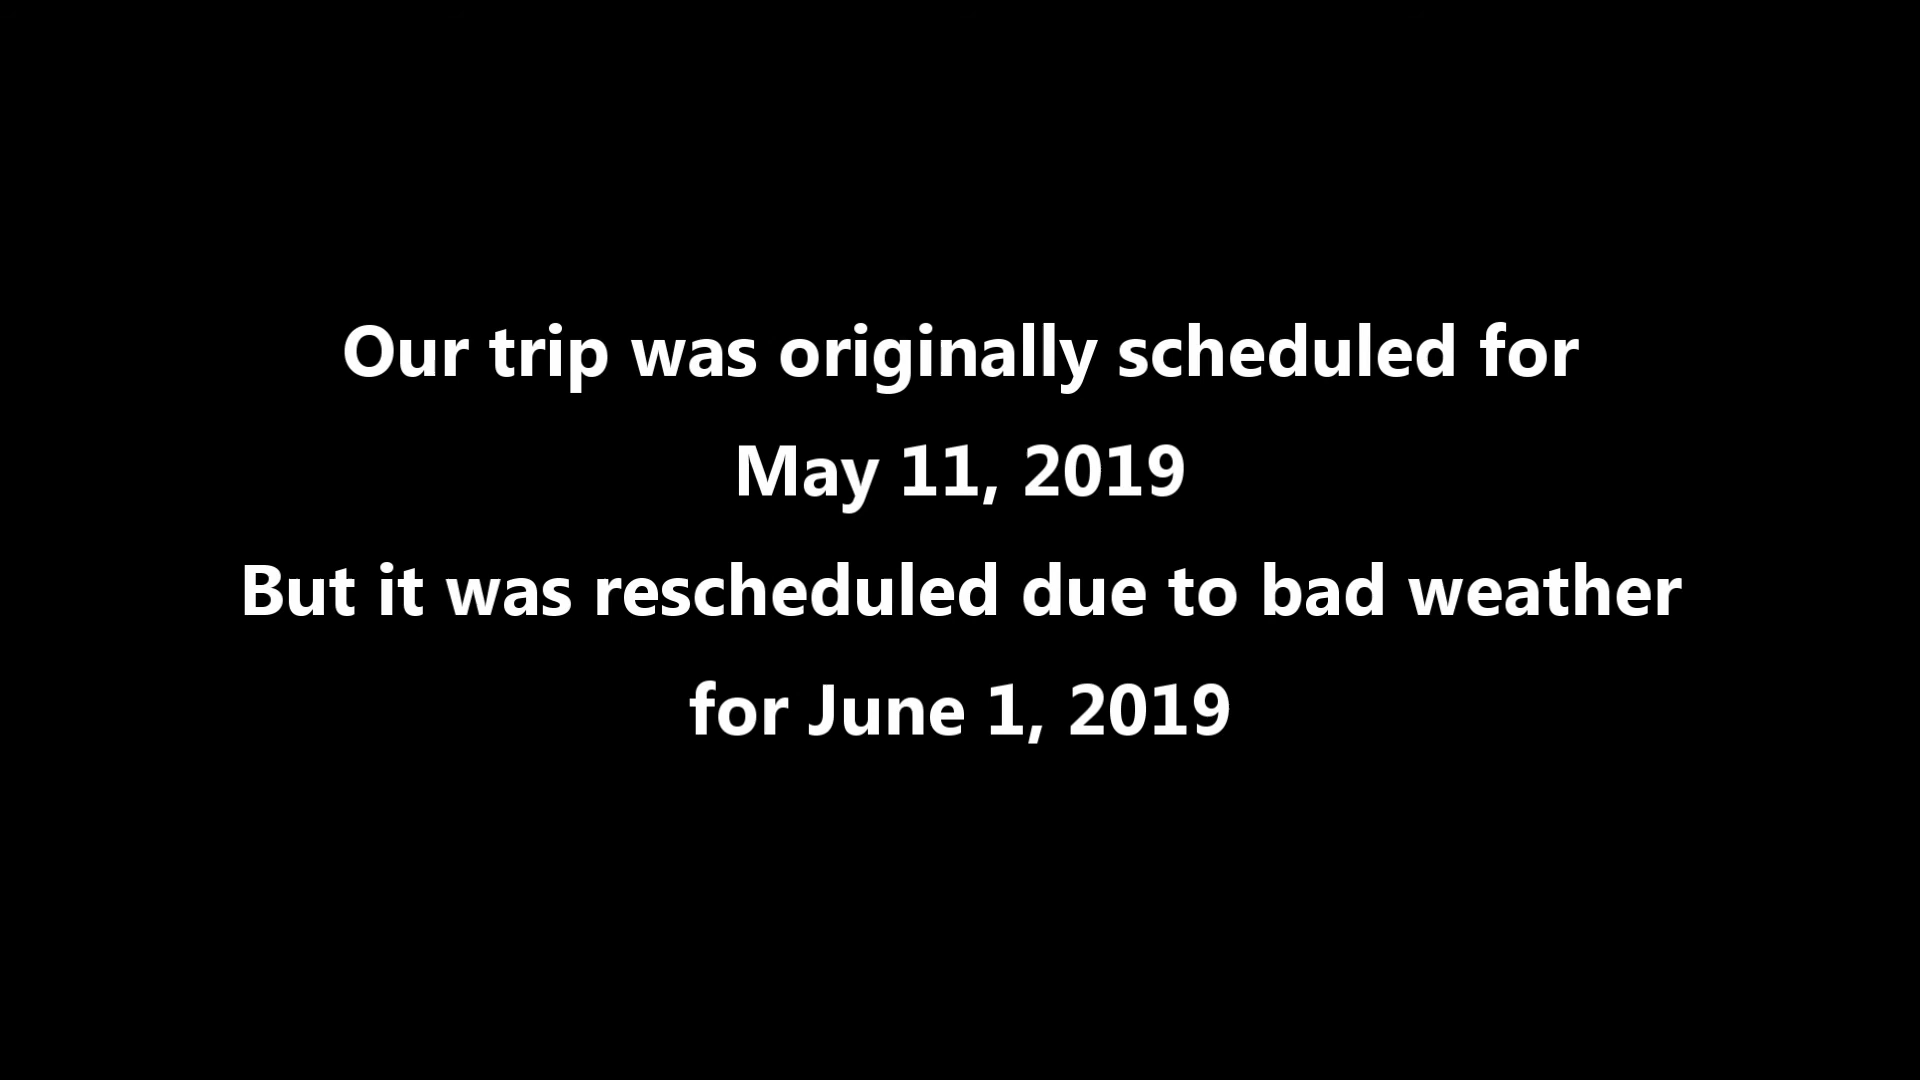 Our trip was originally scheduled for
May 11, 2019
But it was rescheduled due to bad weather
for June 1, 2019